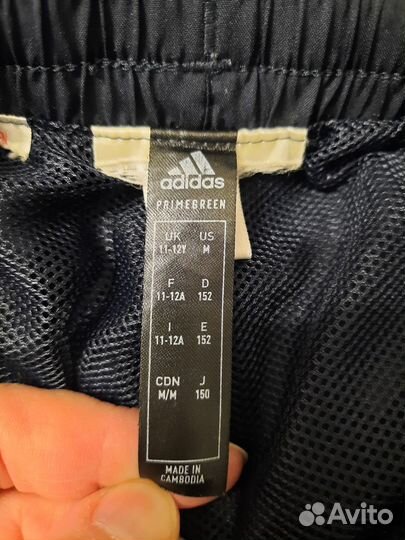 adidas
PRIMEGREEN
UK US
11-12Y M
F D
11-12A 152
I E
11-12A 152
CDN J
M/M 150
MADE IN
CAMBODIA
Avito